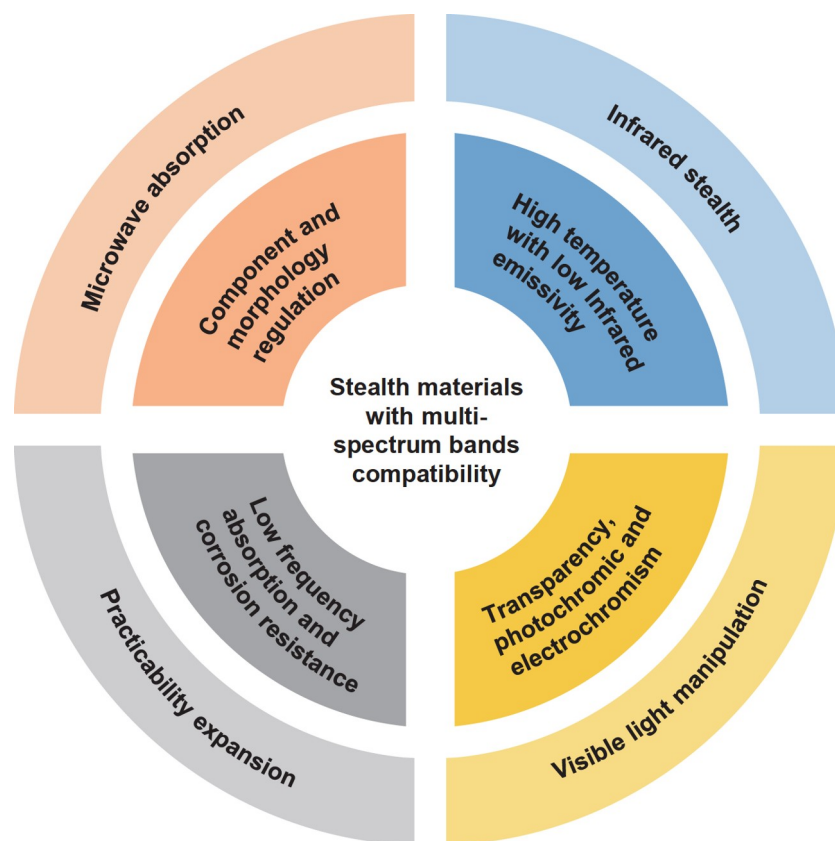 Microwave absorption
Infrared stealth
Component and
morphology
regulation
High temperature
with low Infrared
emissivity
Stealth materials
with multi-
spectrum bands
compatibility
Low frequency
absorption and
corrosion resistance
Transparency,
photochromic and
electrochromism
Practicability expansion
Visible light manipulation